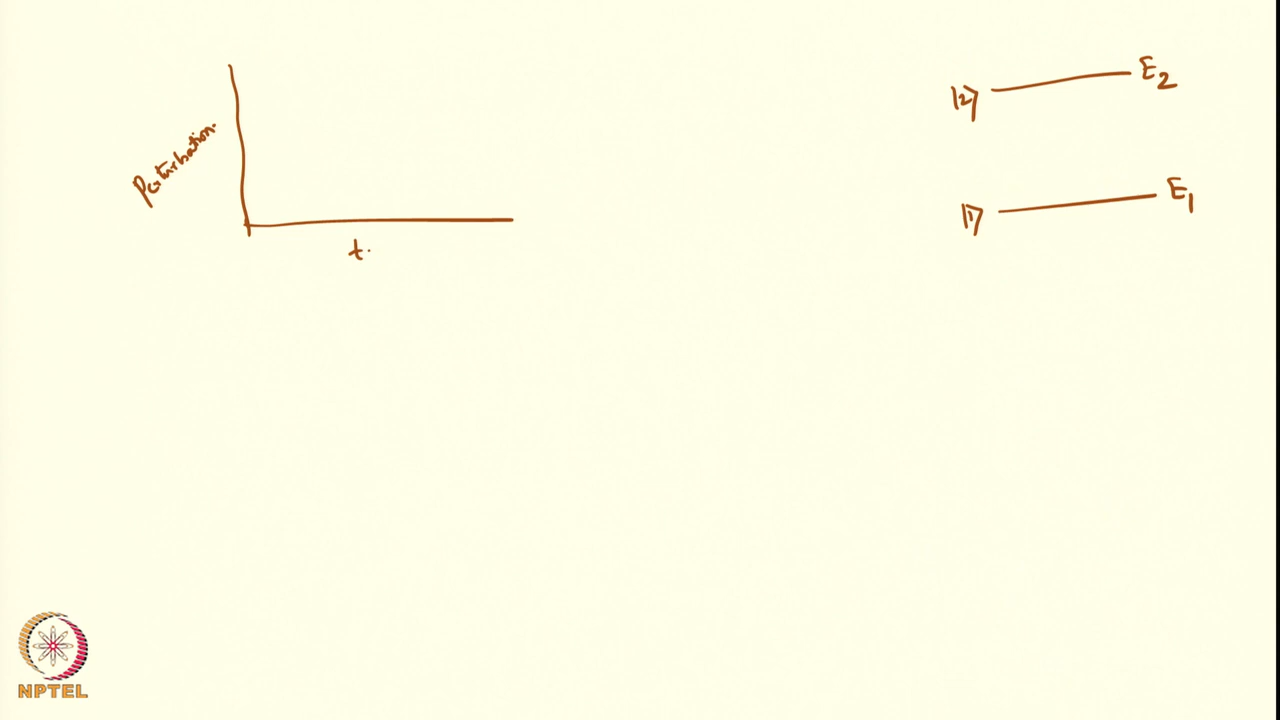 Perturbation.
t.
|2⟩ E2
|1⟩ E1
NPTEL